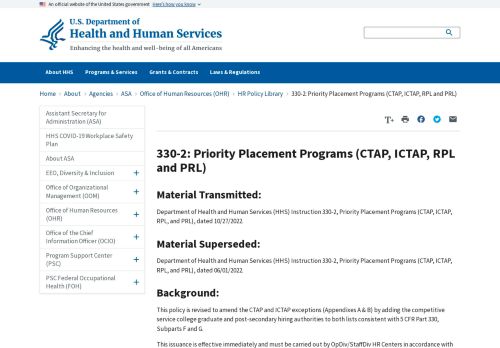 An official website of the United States government Here's how you know
U.S. Department of
Health and Human Services
Enhancing the health and well-being of all Americans
About HHS Programs & Services Grants & Contracts Laws & Regulations
Home > About > Agencies > ASA > Office of Human Resources (OHR) > HR Policy Library > 330-2: Priority Placement Programs (CTAP, ICTAP, RPL and PRL)
Assistant Secretary for
Administration (ASA)
HHS COVID-19 Workplace Safety
Plan
About ASA
EEO, Diversity & Inclusion +
Office of Organizational
Management (OOM) +
Office of Human Resources
(OHR) +
Office of the Chief
Information Officer (OCIO) +
Program Support Center
(PSC) +
PSC Federal Occupational
Health (FOH) +
T+
330-2: Priority Placement Programs (CTAP, ICTAP, RPL
and PRL)
Material Transmitted:
Department of Health and Human Services (HHS) Instruction 330-2, Priority Placement Programs (CTAP, ICTAP,
RPL, and PRL), dated 10/27/2022
Material Superseded:
Department of Health and Human Services (HHS) Instruction 330-2, Priority Placement Programs (CTAP, ICTAP,
RPL, and PRL), dated 06/01/2022
Background:
This policy is revised to amend the CTAP and ICTAP exceptions (Appendixes A & B) by adding the competitive
service college graduate and post-secondary hiring authorities to both lists consistent with 5 CFR Part 330,
Subparts F and G.
This issuance is effective immediately and must be carried out by OpDiv/StaffDiv HR Centers in accordance with